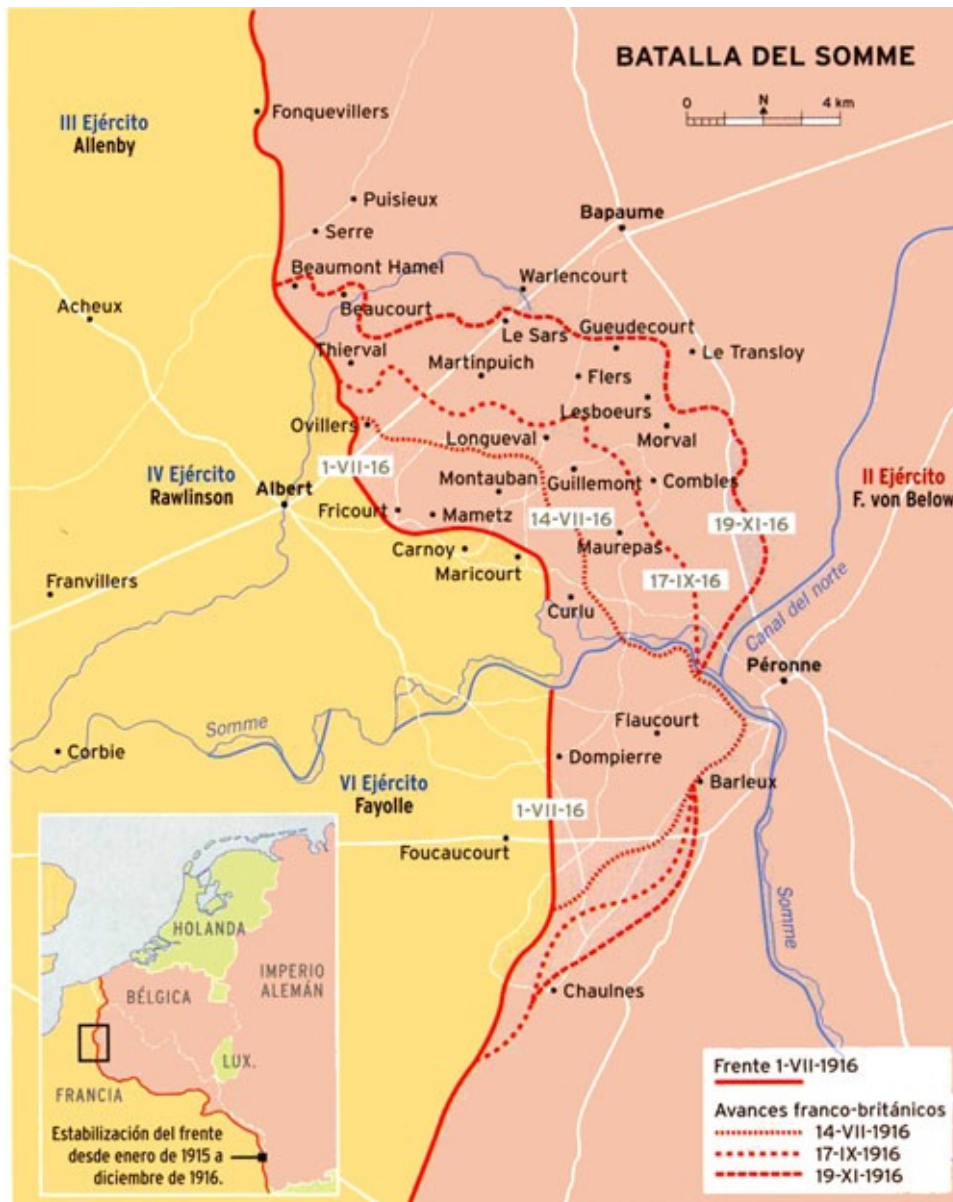 BATALLA DEL SOMME
0 N 4 km
III Ejército
Allenby
Fonquevillers
Puisieux
Serre
Bapaume
Beaumont Hamel
Warlencourt
Acheux
Beaucourt
Le Sars
Gueudecourt
Le Transloy
Thierval
Martinpuich
Flers
Lesboeurs
Ovillers
Longueval
Morval
1-VII-16
IV Ejército
Rawlinson
Albert
Montauban
Guillemont
Combles
II Ejército
F. von Below
Fricourt
Mametz
14-VII-16
19-XI-16
Carnoy
Maurepas
Maricourt
17-IX-16
Franvillers
Curlu
Canal del norte
Péronne
Somme
Flaucourt
Corbie
Dompierre
VI Ejército
Fayolle
Barleux
1-VII-16
Foucaucourt
Somme
Chaulnes
HOLANDA
IMPERIO
ALEMÁN
BÉLGICA
LUX.
FRANCIA
Estabilización del frente
desde enero de 1915 a
diciembre de 1916.
Frente 1-VII-1916
Avances franco-británicos
14-VII-1916
17-IX-1916
19-XI-1916